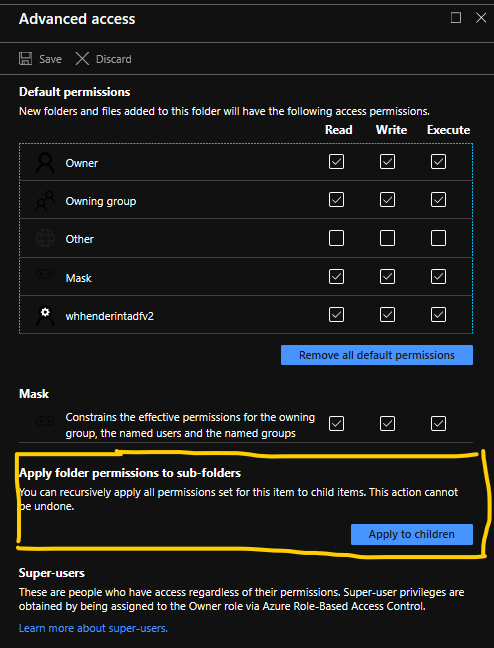 Advanced access
Save Discard
Default permissions
New folders and files added to this folder will have the following access permissions.
Read Write Execute
Owner
Owning group
Other
Mask
whhenderintadfv2
Remove all default permissions
Mask
Constrains the effective permissions for the owning
group, the named users and the named groups
Apply folder permissions to sub-folders
You can recursively apply all permissions set for this item to child items. This action cannot
be undone.
Apply to children
Super-users
These are people who have access regardless of their permissions. Super-user privileges are
obtained by being assigned to the Owner role via Azure Role-Based Access Control.
Learn more about super-users.